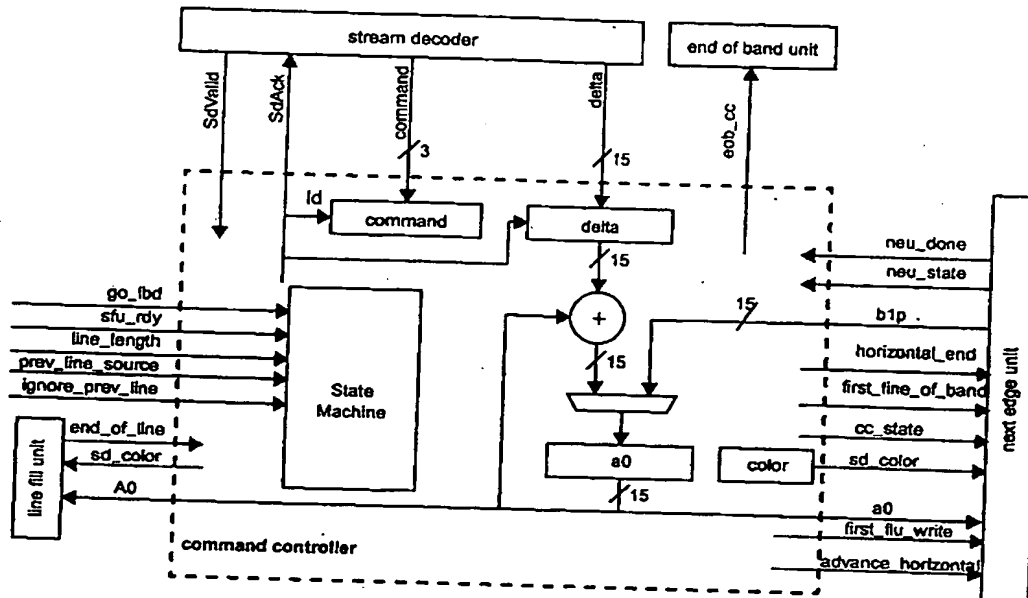 stream decoder
end of band unit
SdValid
SdAck
command
delta
eob_cc
3
15
ld
command
delta
15
neu_done
neu_state
go_fbd
sfu_rdy
line_length
prev_line_source
ignore_prev_line
State
Machine
+
15
15
b1p
horizontal_end
first_line_of_band
cc_state
next edge unit
line fill unit
end_of_line
sd_color
A0
a0
color
sd_color
15
a0
first_flu_write
command controller
advance_horizontal